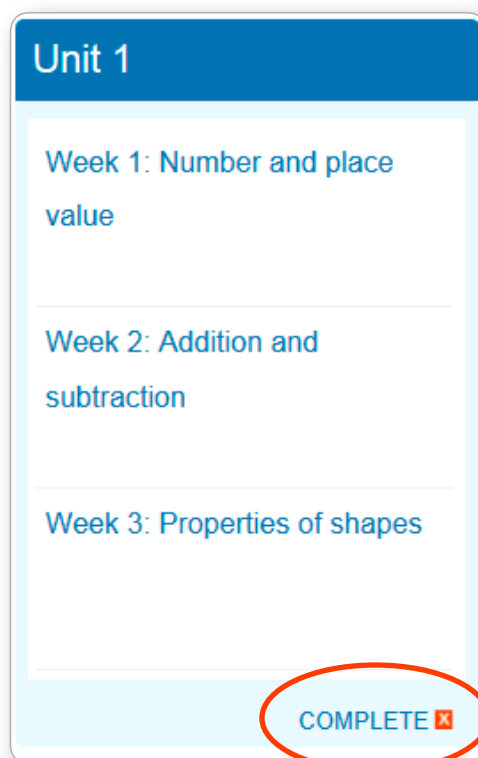 Unit 1
Week 1: Number and place
value
Week 2: Addition and
subtraction
Week 3: Properties of shapes
COMPLETE X